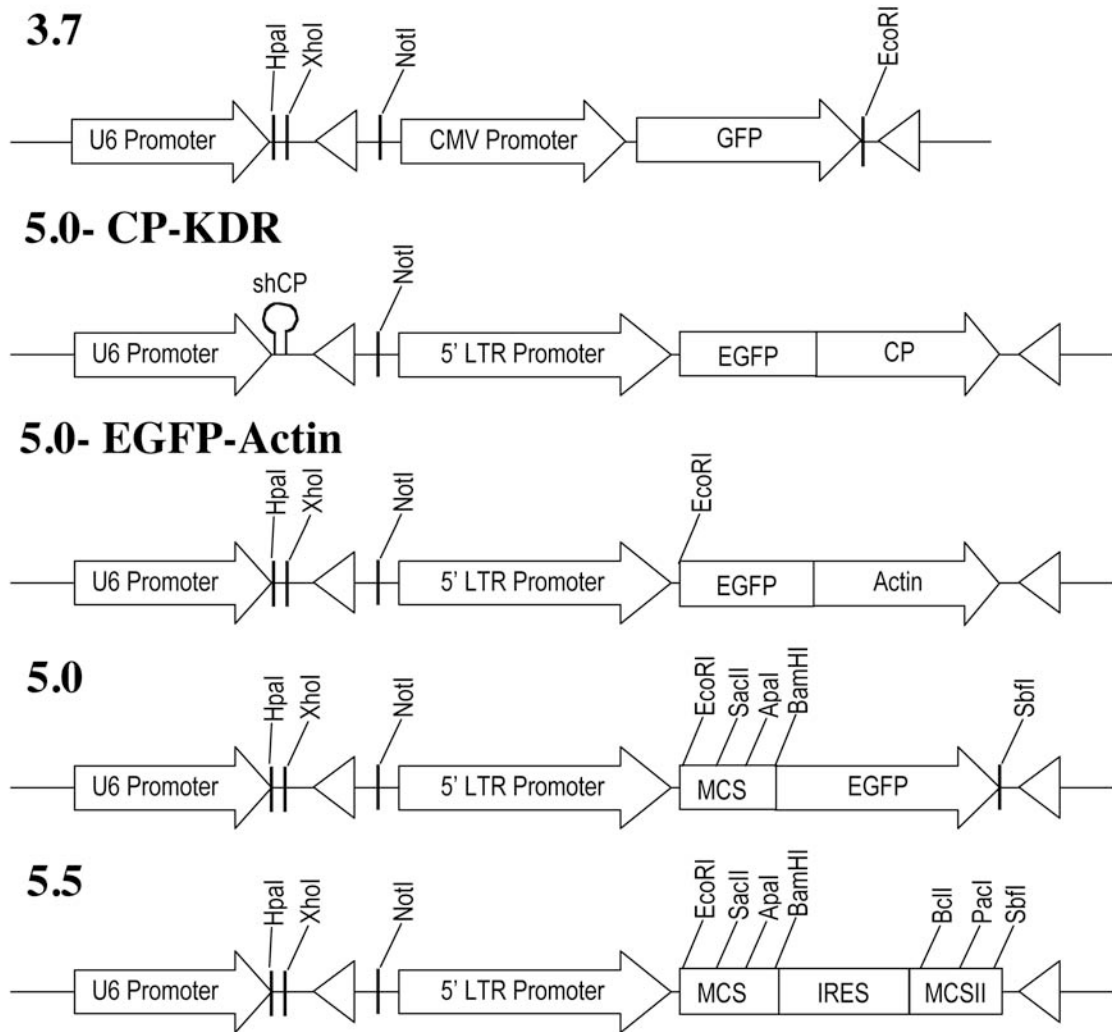 3.7
HpaI
XhoI
NotI
EcoRI
U6 Promoter
CMV Promoter
GFP
5.0- CP-KDR
shCP
NotI
U6 Promoter
5' LTR Promoter
EGFP
CP
5.0- EGFP-Actin
HpaI
XhoI
NotI
EcoRI
U6 Promoter
5' LTR Promoter
EGFP
Actin
5.0
HpaI
XhoI
NotI
EcoRI
SacII
ApaI
BamHI
SbfI
U6 Promoter
5' LTR Promoter
MCS
EGFP
5.5
HpaI
XhoI
NotI
EcoRI
SacII
ApaI
BamHI
BclI
PacI
SbfI
U6 Promoter
5' LTR Promoter
MCS
IRES
MCSII